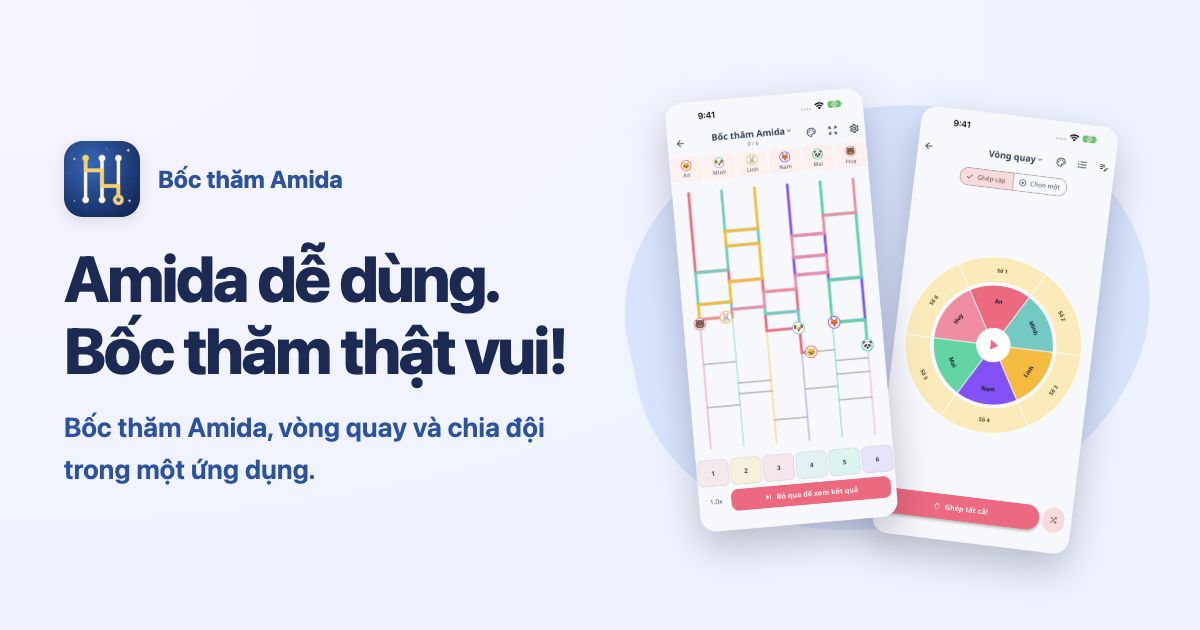 Bốc thăm Amida
Amida dễ dùng.
Bốc thăm thật vui!
Bốc thăm Amida, vòng quay và chia đội
trong một ứng dụng.
9:41
Bốc thăm Amida
0 / 6
An
Minh
Linh
Nam
Mai
Huy
1
2
3
4
5
6
1.0x
Bỏ qua để xem kết quả
9:41
Vòng quay
Ghép cặp
Chọn một
Số 1
Số 2
Số 3
Số 4
Số 5
Số 6
An
Minh
Linh
Nam
Mai
Huy
Ghép tất cả!